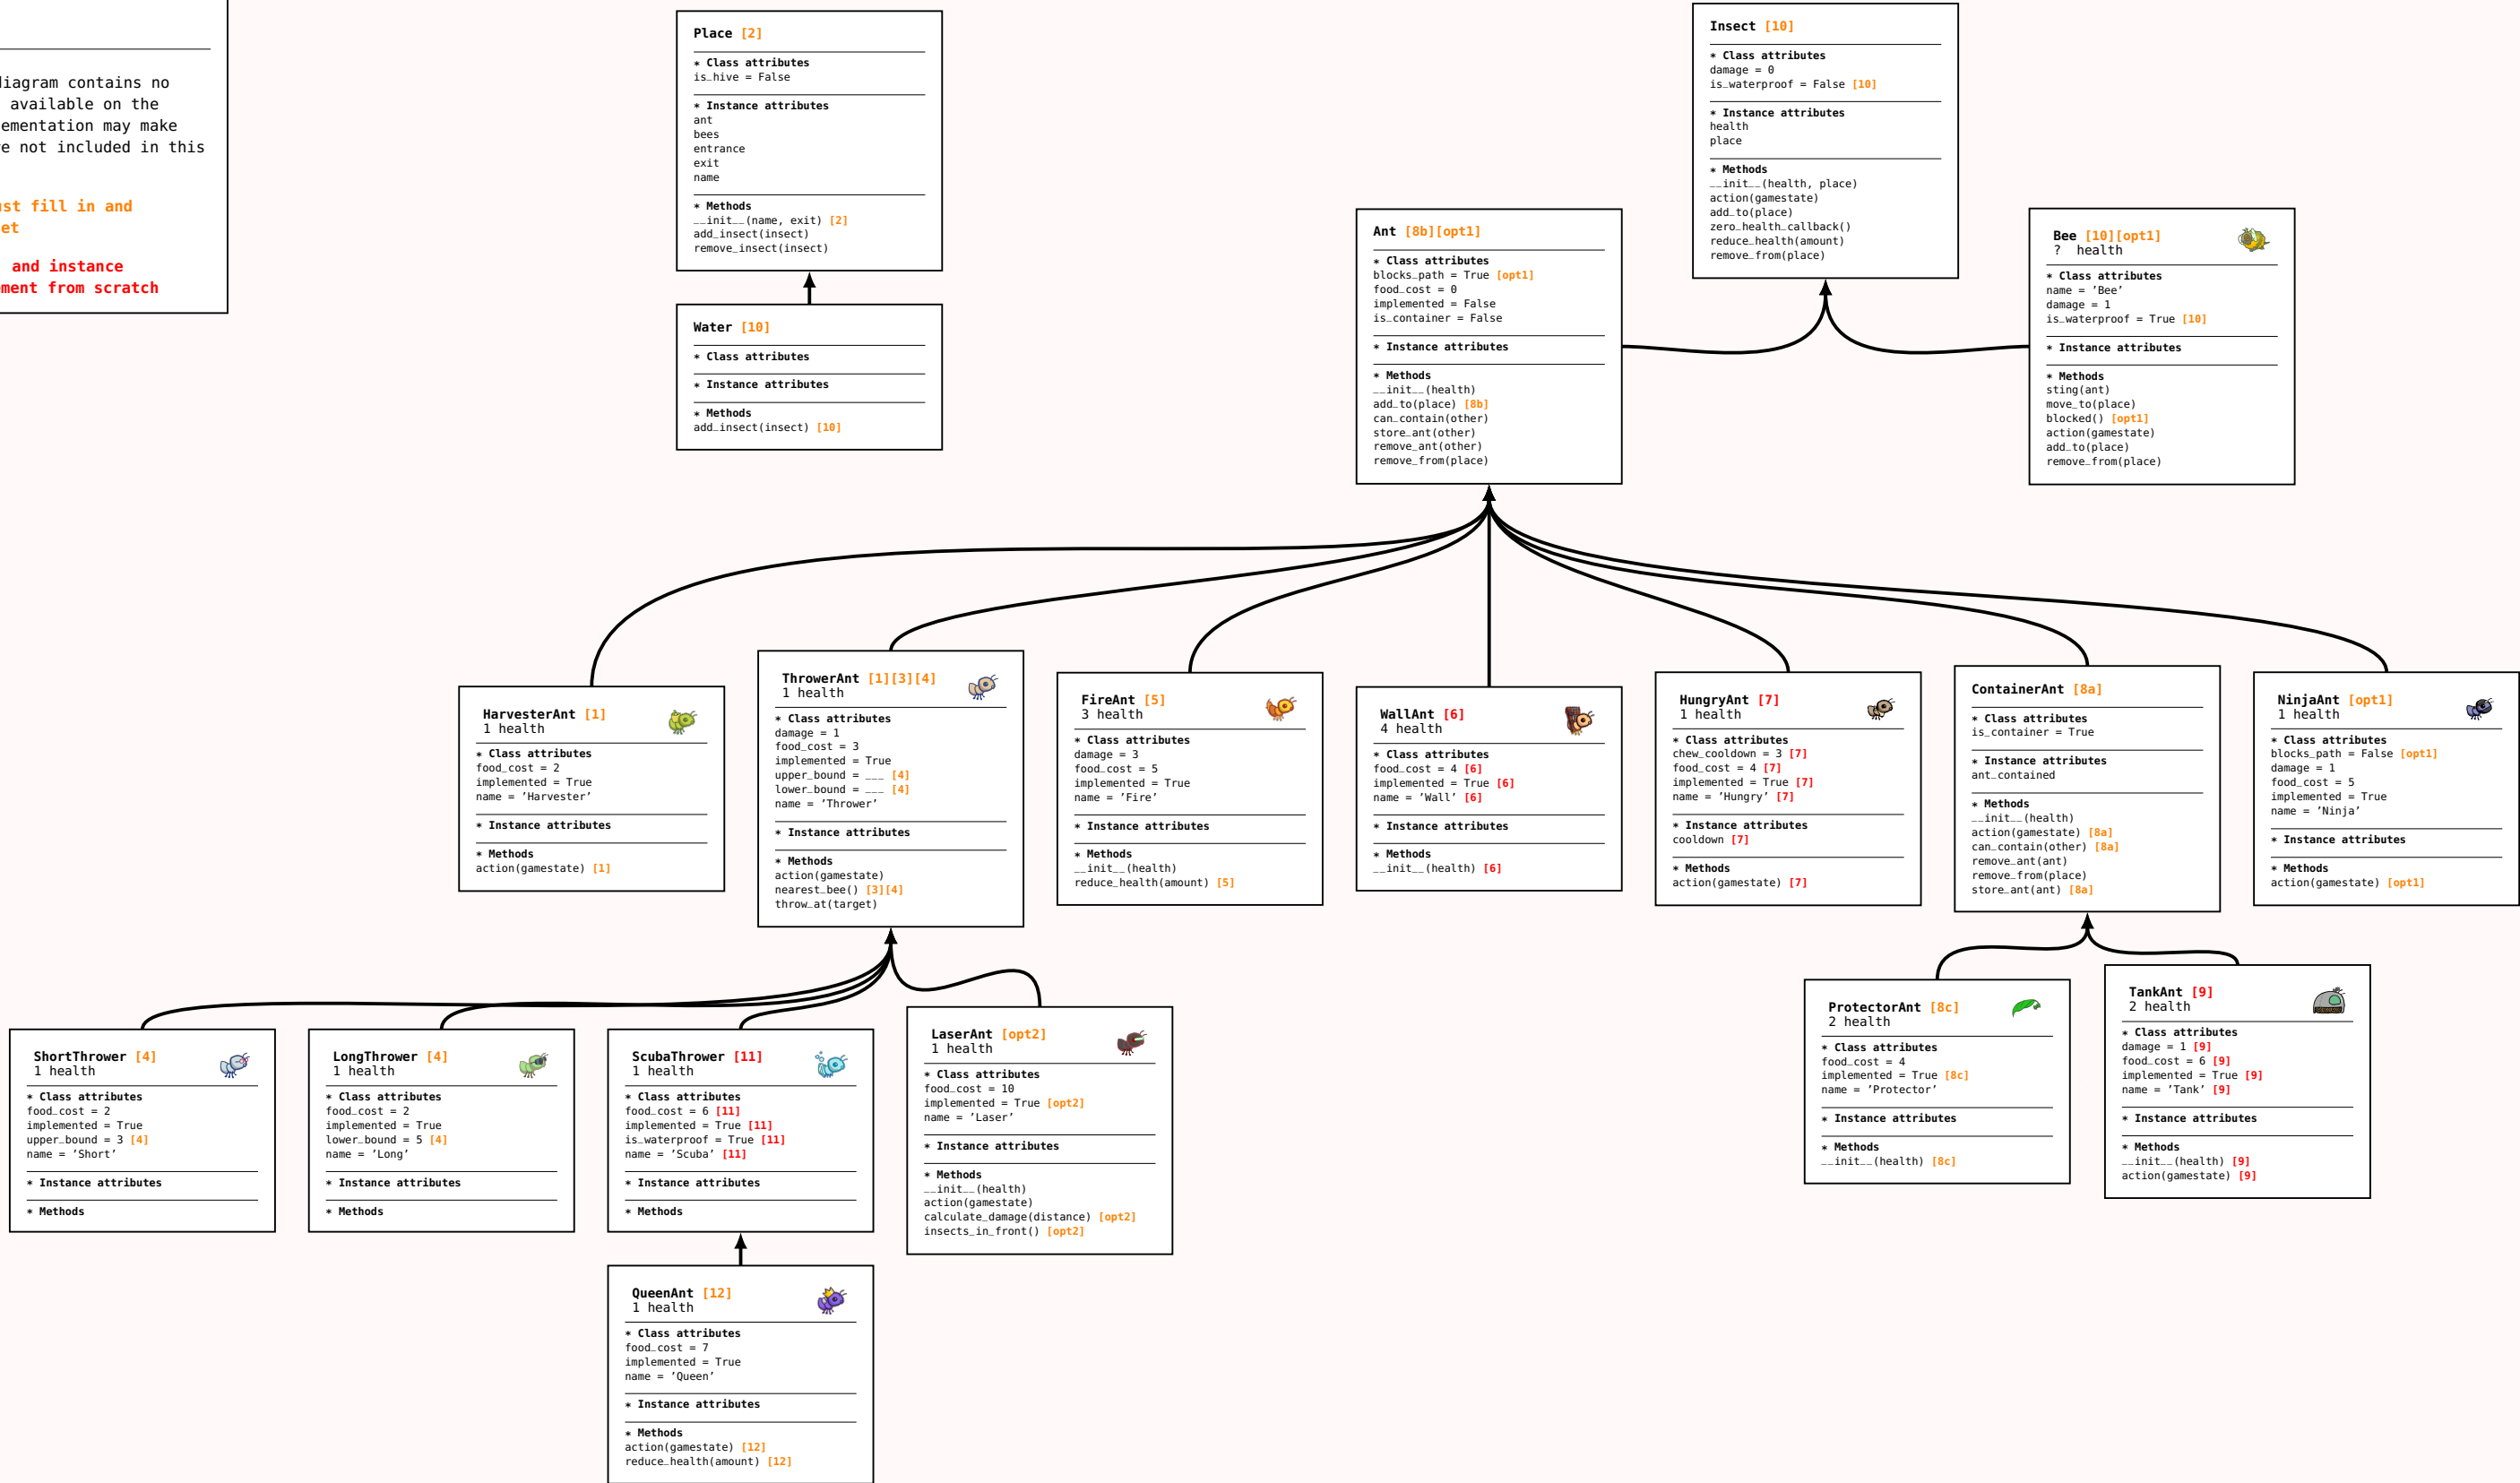 diagram contains no
available on the
ementation may make
e not included in this
st fill in and
et
and instance
ment from scratch
Place [2]
* Class attributes
is_hive = False
* Instance attributes
ant
bees
entrance
exit
name
* Methods
__init__(name, exit) [2]
add_insect(insect)
remove_insect(insect)
Water [10]
* Class attributes
* Instance attributes
* Methods
add_insect(insect) [10]
Insect [10]
* Class attributes
damage = 0
is_waterproof = False [10]
* Instance attributes
health
place
* Methods
__init__(health, place)
action(gamestate)
add_to(place)
zero_health_callback()
reduce_health(amount)
remove_from(place)
Ant [8b][opt1]
* Class attributes
blocks_path = True [opt1]
food_cost = 0
implemented = False
is_container = False
* Instance attributes
* Methods
__init__(health)
add_to(place) [8b]
can_contain(other)
store_ant(other)
remove_ant(other)
remove_from(place)
Bee [10][opt1]
? health
* Class attributes
name = ’Bee’
damage = 1
is_waterproof = True [10]
* Instance attributes
* Methods
sting(ant)
move_to(place)
blocked() [opt1]
action(gamestate)
add_to(place)
remove_from(place)
HarvesterAnt [1]
1 health
* Class attributes
food_cost = 2
implemented = True
name = ’Harvester’
* Instance attributes
* Methods
action(gamestate) [1]
ThrowerAnt [1][3][4]
1 health
* Class attributes
damage = 1
food_cost = 3
implemented = True
upper_bound = ___ [4]
lower_bound = ___ [4]
name = ’Thrower’
* Instance attributes
* Methods
action(gamestate)
nearest_bee() [3][4]
throw_at(target)
FireAnt [5]
3 health
* Class attributes
damage = 3
food_cost = 5
implemented = True
name = ’Fire’
* Instance attributes
* Methods
__init__(health)
reduce_health(amount) [5]
WallAnt [6]
4 health
* Class attributes
food_cost = 4 [6]
implemented = True [6]
name = ’Wall’ [6]
* Instance attributes
* Methods
__init__(health) [6]
HungryAnt [7]
1 health
* Class attributes
chew_cooldown = 3 [7]
food_cost = 4 [7]
implemented = True [7]
name = ’Hungry’ [7]
* Instance attributes
cooldown [7]
* Methods
action(gamestate) [7]
ContainerAnt [8a]
* Class attributes
is_container = True
* Instance attributes
ant_contained
* Methods
__init__(health)
action(gamestate) [8a]
can_contain(other) [8a]
remove_ant(ant)
remove_from(place)
store_ant(ant) [8a]
NinjaAnt [opt1]
1 health
* Class attributes
blocks_path = False [opt1]
damage = 1
food_cost = 5
implemented = True
name = ’Ninja’
* Instance attributes
* Methods
action(gamestate) [opt1]
ShortThrower [4]
1 health
* Class attributes
food_cost = 2
implemented = True
upper_bound = 3 [4]
name = ’Short’
* Instance attributes
* Methods
LongThrower [4]
1 health
* Class attributes
food_cost = 2
implemented = True
lower_bound = 5 [4]
name = ’Long’
* Instance attributes
* Methods
ScubaThrower [11]
1 health
* Class attributes
food_cost = 6 [11]
implemented = True [11]
is_waterproof = True [11]
name = ’Scuba’ [11]
* Instance attributes
* Methods
LaserAnt [opt2]
1 health
* Class attributes
food_cost = 10
implemented = True [opt2]
name = ’Laser’
* Instance attributes
* Methods
__init__(health)
action(gamestate)
calculate_damage(distance) [opt2]
insects_in_front() [opt2]
ProtectorAnt [8c]
2 health
* Class attributes
food_cost = 4
implemented = True [8c]
name = ’Protector’
* Instance attributes
* Methods
__init__(health) [8c]
TankAnt [9]
2 health
* Class attributes
damage = 1 [9]
food_cost = 6 [9]
implemented = True [9]
name = ’Tank’ [9]
* Instance attributes
* Methods
__init__(health) [9]
action(gamestate) [9]
QueenAnt [12]
1 health
* Class attributes
food_cost = 7
implemented = True
name = ’Queen’
* Instance attributes
* Methods
action(gamestate) [12]
reduce_health(amount) [12]